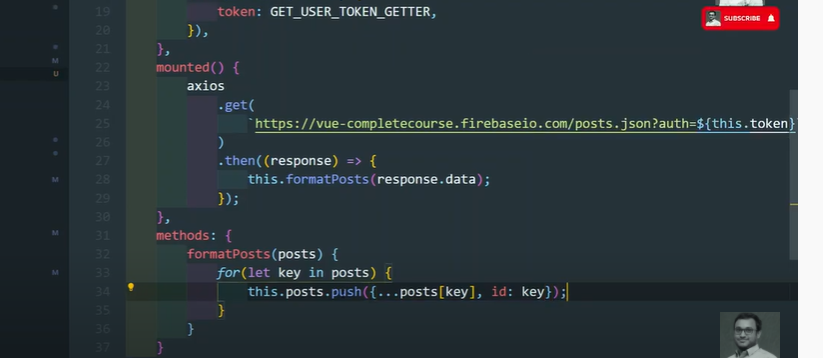 19 token: GET_USER_TOKEN_GETTER,
SUBSCRIBE
20 }),
21 },
M
22 mounted() {
U
23 axios
24 .get(
25 `https://vue-completecourse.firebaseio.com/posts.json?auth=${this.token}
26 )
27 .then((response) => {
M
28 this.formatPosts(response.data);
29 });
30 },
M
31 methods: {
32 formatPosts(posts) {
M
33 for(let key in posts) {
34 this.posts.push({...posts[key], id: key});
35 }
36 }
37 }